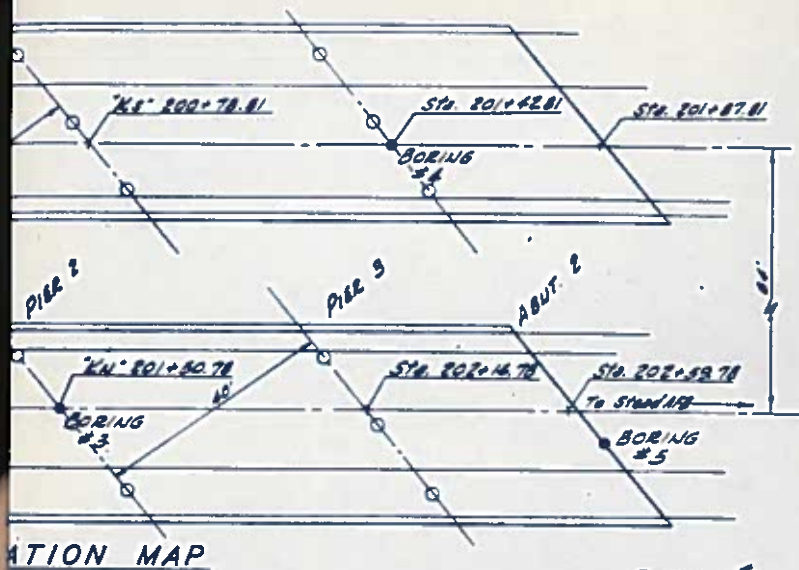 "KS" 200+78.81
Sta. 201+42.81
Sta. 201+87.81
BORING
#4
PIER 2
PIER 3
ABUT. 2
"KN" 201+50.78
Sta. 202+14.78
Sta. 202+59.78
To Stead AFB
60'
BORING
#3
BORING
#5
ATION MAP